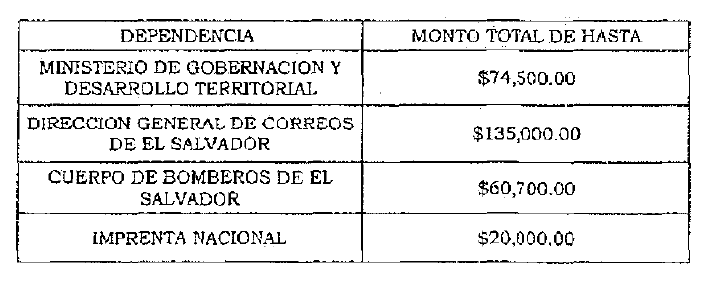 DEPENDENCIA MONTO TOTAL DE HASTA
MINISTERIO DE GOBERNACION Y
DESARROLLO TERRITORIAL $74,500.00
DIRECCION GENERAL DE CORREOS
DE EL SALVADOR $135,000.00
CUERPO DE BOMBEROS DE EL
SALVADOR $60,700.00
IMPRENTA NACIONAL $20,000.00